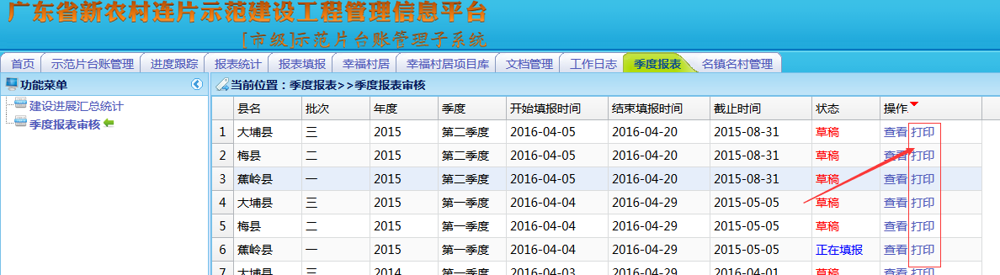 广东省新农村连片示范建设工程管理信息平台
[市级]示范片台账管理子系统
首页 示范片台账管理 进度跟踪 报表统计 报表填报 幸福村居 幸福村居项目库 文档管理 工作日志 季度报表 名镇名村管理
功能菜单
建设进展汇总统计
季度报表审核
当前位置：季度报表>>季度报表审核
县名 批次 年度 季度 开始填报时间 结束填报时间 截止时间 状态 操作
1 大埔县 三 2015 第二季度 2016-04-05 2016-04-20 2015-08-31 草稿 查看 打印
2 梅县 二 2015 第二季度 2016-04-05 2016-04-20 2015-08-31 草稿 查看 打印
3 蕉岭县 一 2015 第二季度 2016-04-05 2016-04-20 2015-08-31 草稿 查看 打印
4 大埔县 三 2015 第一季度 2016-04-04 2016-04-29 2015-05-05 草稿 查看 打印
5 梅县 二 2015 第一季度 2016-04-04 2016-04-29 2015-05-05 草稿 查看 打印
6 蕉岭县 一 2015 第一季度 2016-04-04 2016-04-29 2015-05-05 正在填报 查看 打印
7 大埔县 三 2014 第一季度 2016-04-03 2016-04-29 2016-04-01 草稿 查看 打印